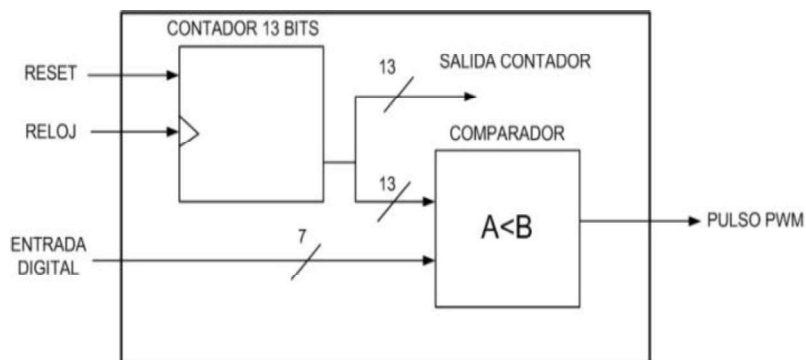 CONTADOR 13 BITS
RESET
13
SALIDA CONTADOR
RELOJ
COMPARADOR
13
A<B
PULSO PWM
7
ENTRADA
DIGITAL